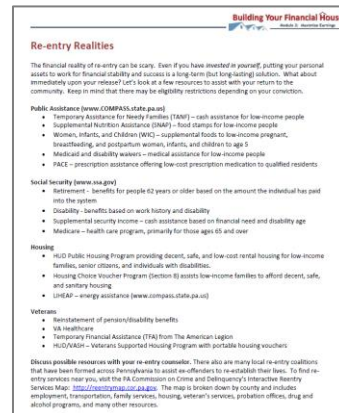 Building Your Financial Hous
Module 3: Maximize Earnings
Re-entry Realities
The financial reality of re-entry can be scary. Even if you have invested in yourself, putting your personal
assets to work for financial stability and success is a long-term (but long-lasting) solution. What about
immediately upon your release? Let's look at a few resources to assist with your return to the
community. Keep in mind that there may be eligibility restrictions depending on your conviction.
Public Assistance (www.COMPASS.state.pa.us)
• Temporary Assistance for Needy Families (TANF) – cash assistance for low-income people
• Supplemental Nutrition Assistance (SNAP) – food stamps for low-income people
• Women, Infants, and Children (WIC) – supplemental foods to low-income pregnant,
breastfeeding, and postpartum women, infants, and children to age 5
• Medicaid and disability waivers – medical assistance for low-income people
• PACE – prescription assistance offering low-cost prescription medication to qualified residents
Social Security (www.ssa.gov)
• Retirement - benefits for people 62 years or older based on the amount the individual has paid
into the system
• Disability - benefits based on work history and disability
• Supplemental security income – cash assistance based on financial need and disability age
• Medicare – health care program, primarily for those ages 65 and over
Housing
• HUD Public Housing Program providing decent, safe, and low-cost rental housing for low-income
families, senior citizens, and individuals with disabilities.
• Housing Choice Voucher Program (Section 8) assists low-income families to afford decent, safe,
and sanitary housing
• LIHEAP – energy assistance (www.compass.state.pa.us)
Veterans
• Reinstatement of pension/disability benefits
• VA Healthcare
• Temporary Financial Assistance (TFA) from The American Legion
• HUD/VASH – Veterans Supported Housing Program with portable housing vouchers
Discuss possible resources with your re-entry counselor. There also are many local re-entry coalitions
that have been formed across Pennsylvania to assist ex-offenders to re-establish their lives. To find re-
entry services near you, visit the PA Commission on Crime and Delinquency's Interactive Reentry
Services Map: http://reentrymap.cor.pa.gov. The map is broken down by county and includes
employment, transportation, family services, housing, veteran's services, probation offices, drug and
alcohol programs, and many other resources.